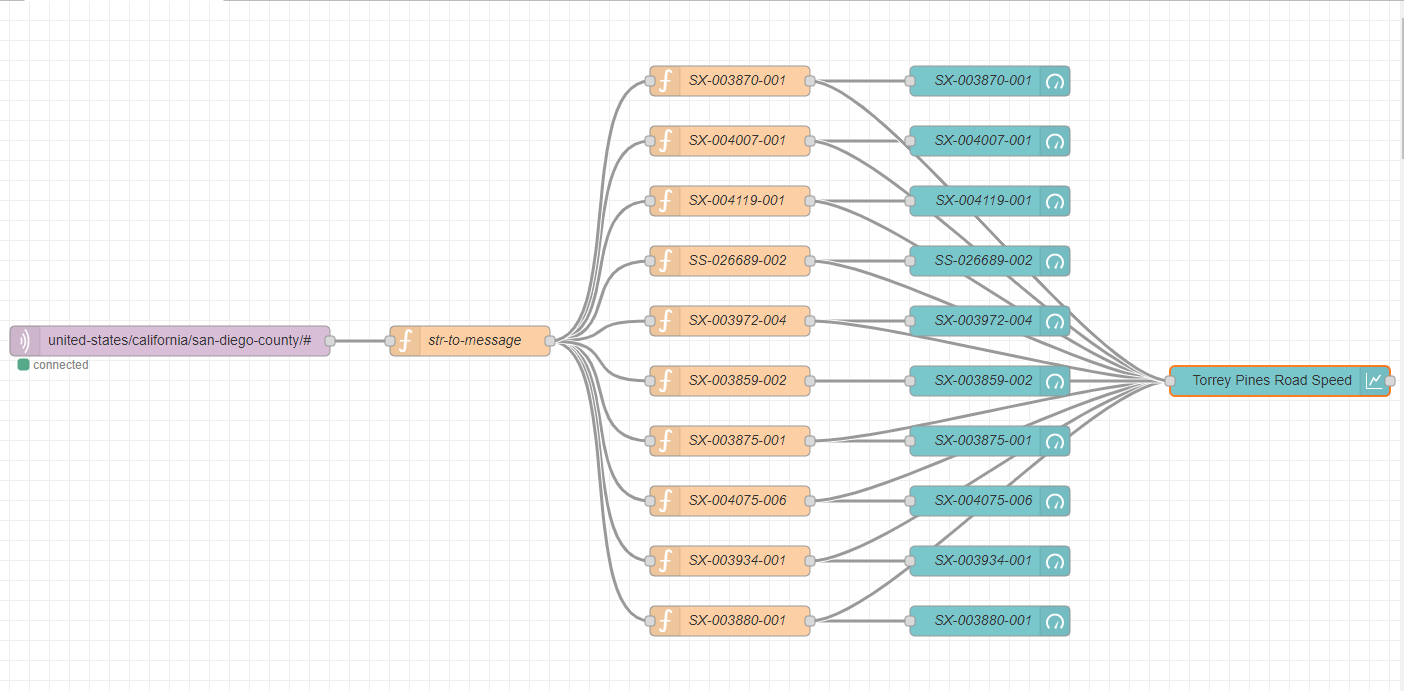 SX-003870-001 SX-003870-001
SX-004007-001 SX-004007-001
SX-004119-001 SX-004119-001
SS-026689-002 SS-026689-002
SX-003972-004 SX-003972-004
united-states/california/san-diego-county/# str-to-message
connected
SX-003859-002 SX-003859-002 Torrey Pines Road Speed
SX-003875-001 SX-003875-001
SX-004075-006 SX-004075-006
SX-003934-001 SX-003934-001
SX-003880-001 SX-003880-001